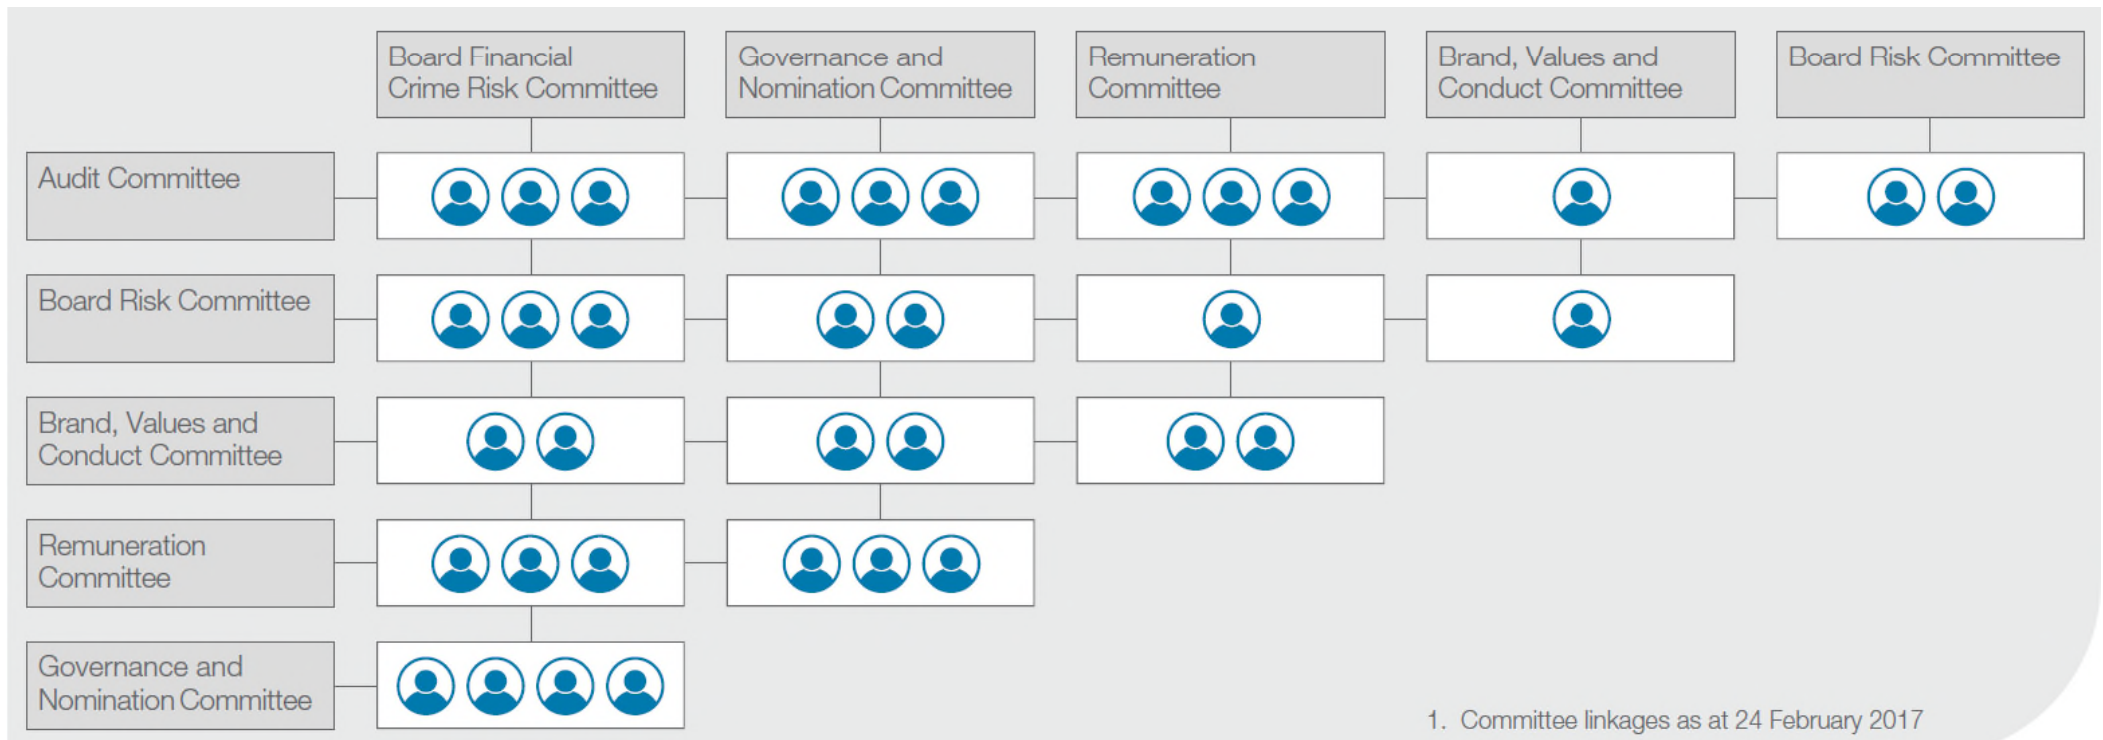 Board Financial
Crime Risk Committee
Governance and
Nomination Committee
Remuneration
Committee
Brand, Values and
Conduct Committee
Board Risk Committee
Audit Committee
Board Risk Committee
Brand, Values and
Conduct Committee
Remuneration
Committee
Governance and
Nomination Committee
1. Committee linkages as at 24 February 2017